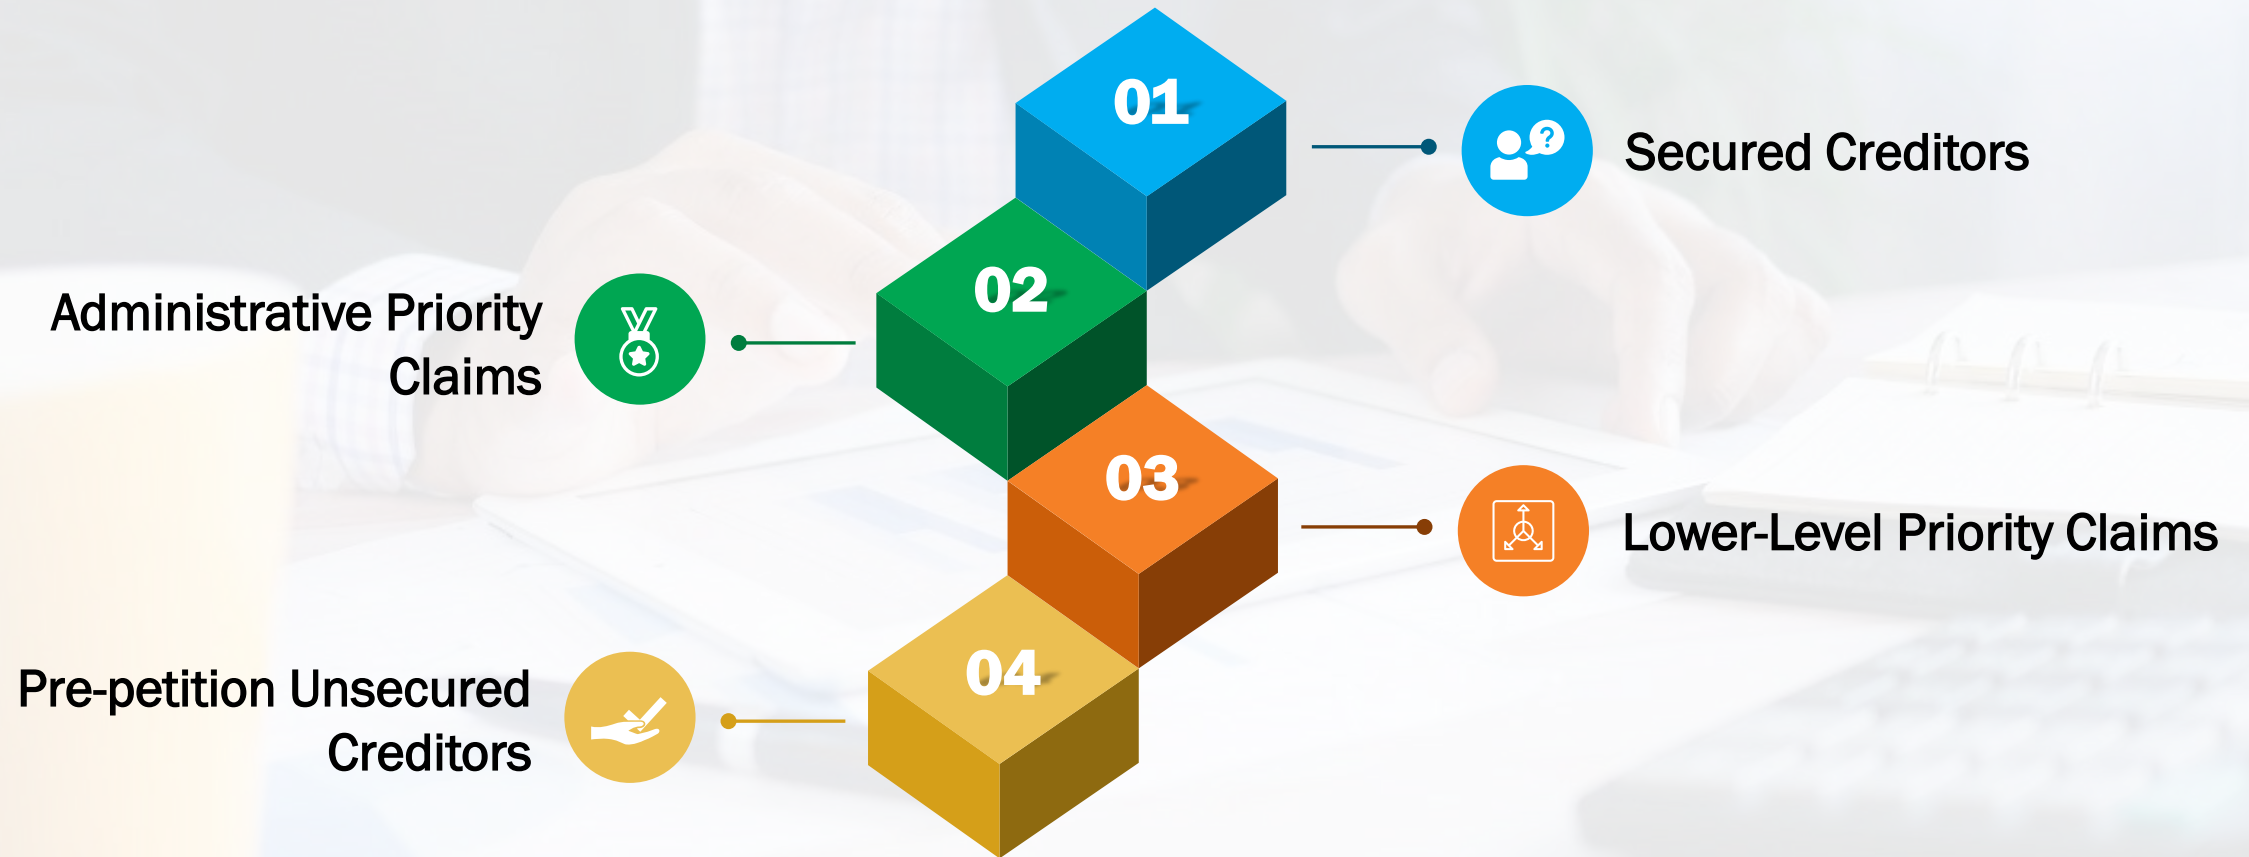 01
Secured Creditors
02
Administrative Priority
Claims
03
Lower-Level Priority Claims
04
Pre-petition Unsecured
Creditors
?